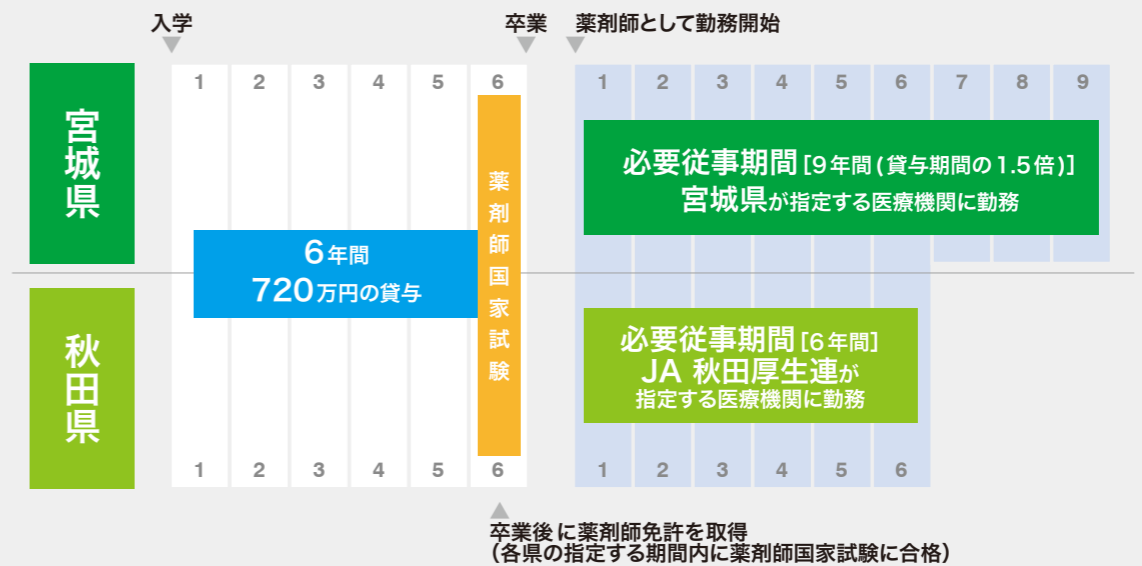 入学
卒業
薬剤師として勤務開始
1 2 3 4 5 6
1 2 3 4 5 6 7 8 9
宮城県
6年間
720万円の貸与
薬剤師国家試験
必要従事期間[9年間(貸与期間の1.5倍)]
宮城県が指定する医療機関に勤務
秋田県
必要従事期間[6年間]
JA 秋田厚生連が
指定する医療機関に勤務
1 2 3 4 5 6
1 2 3 4 5 6
卒業後に薬剤師免許を取得
(各県の指定する期間内に薬剤師国家試験に合格)